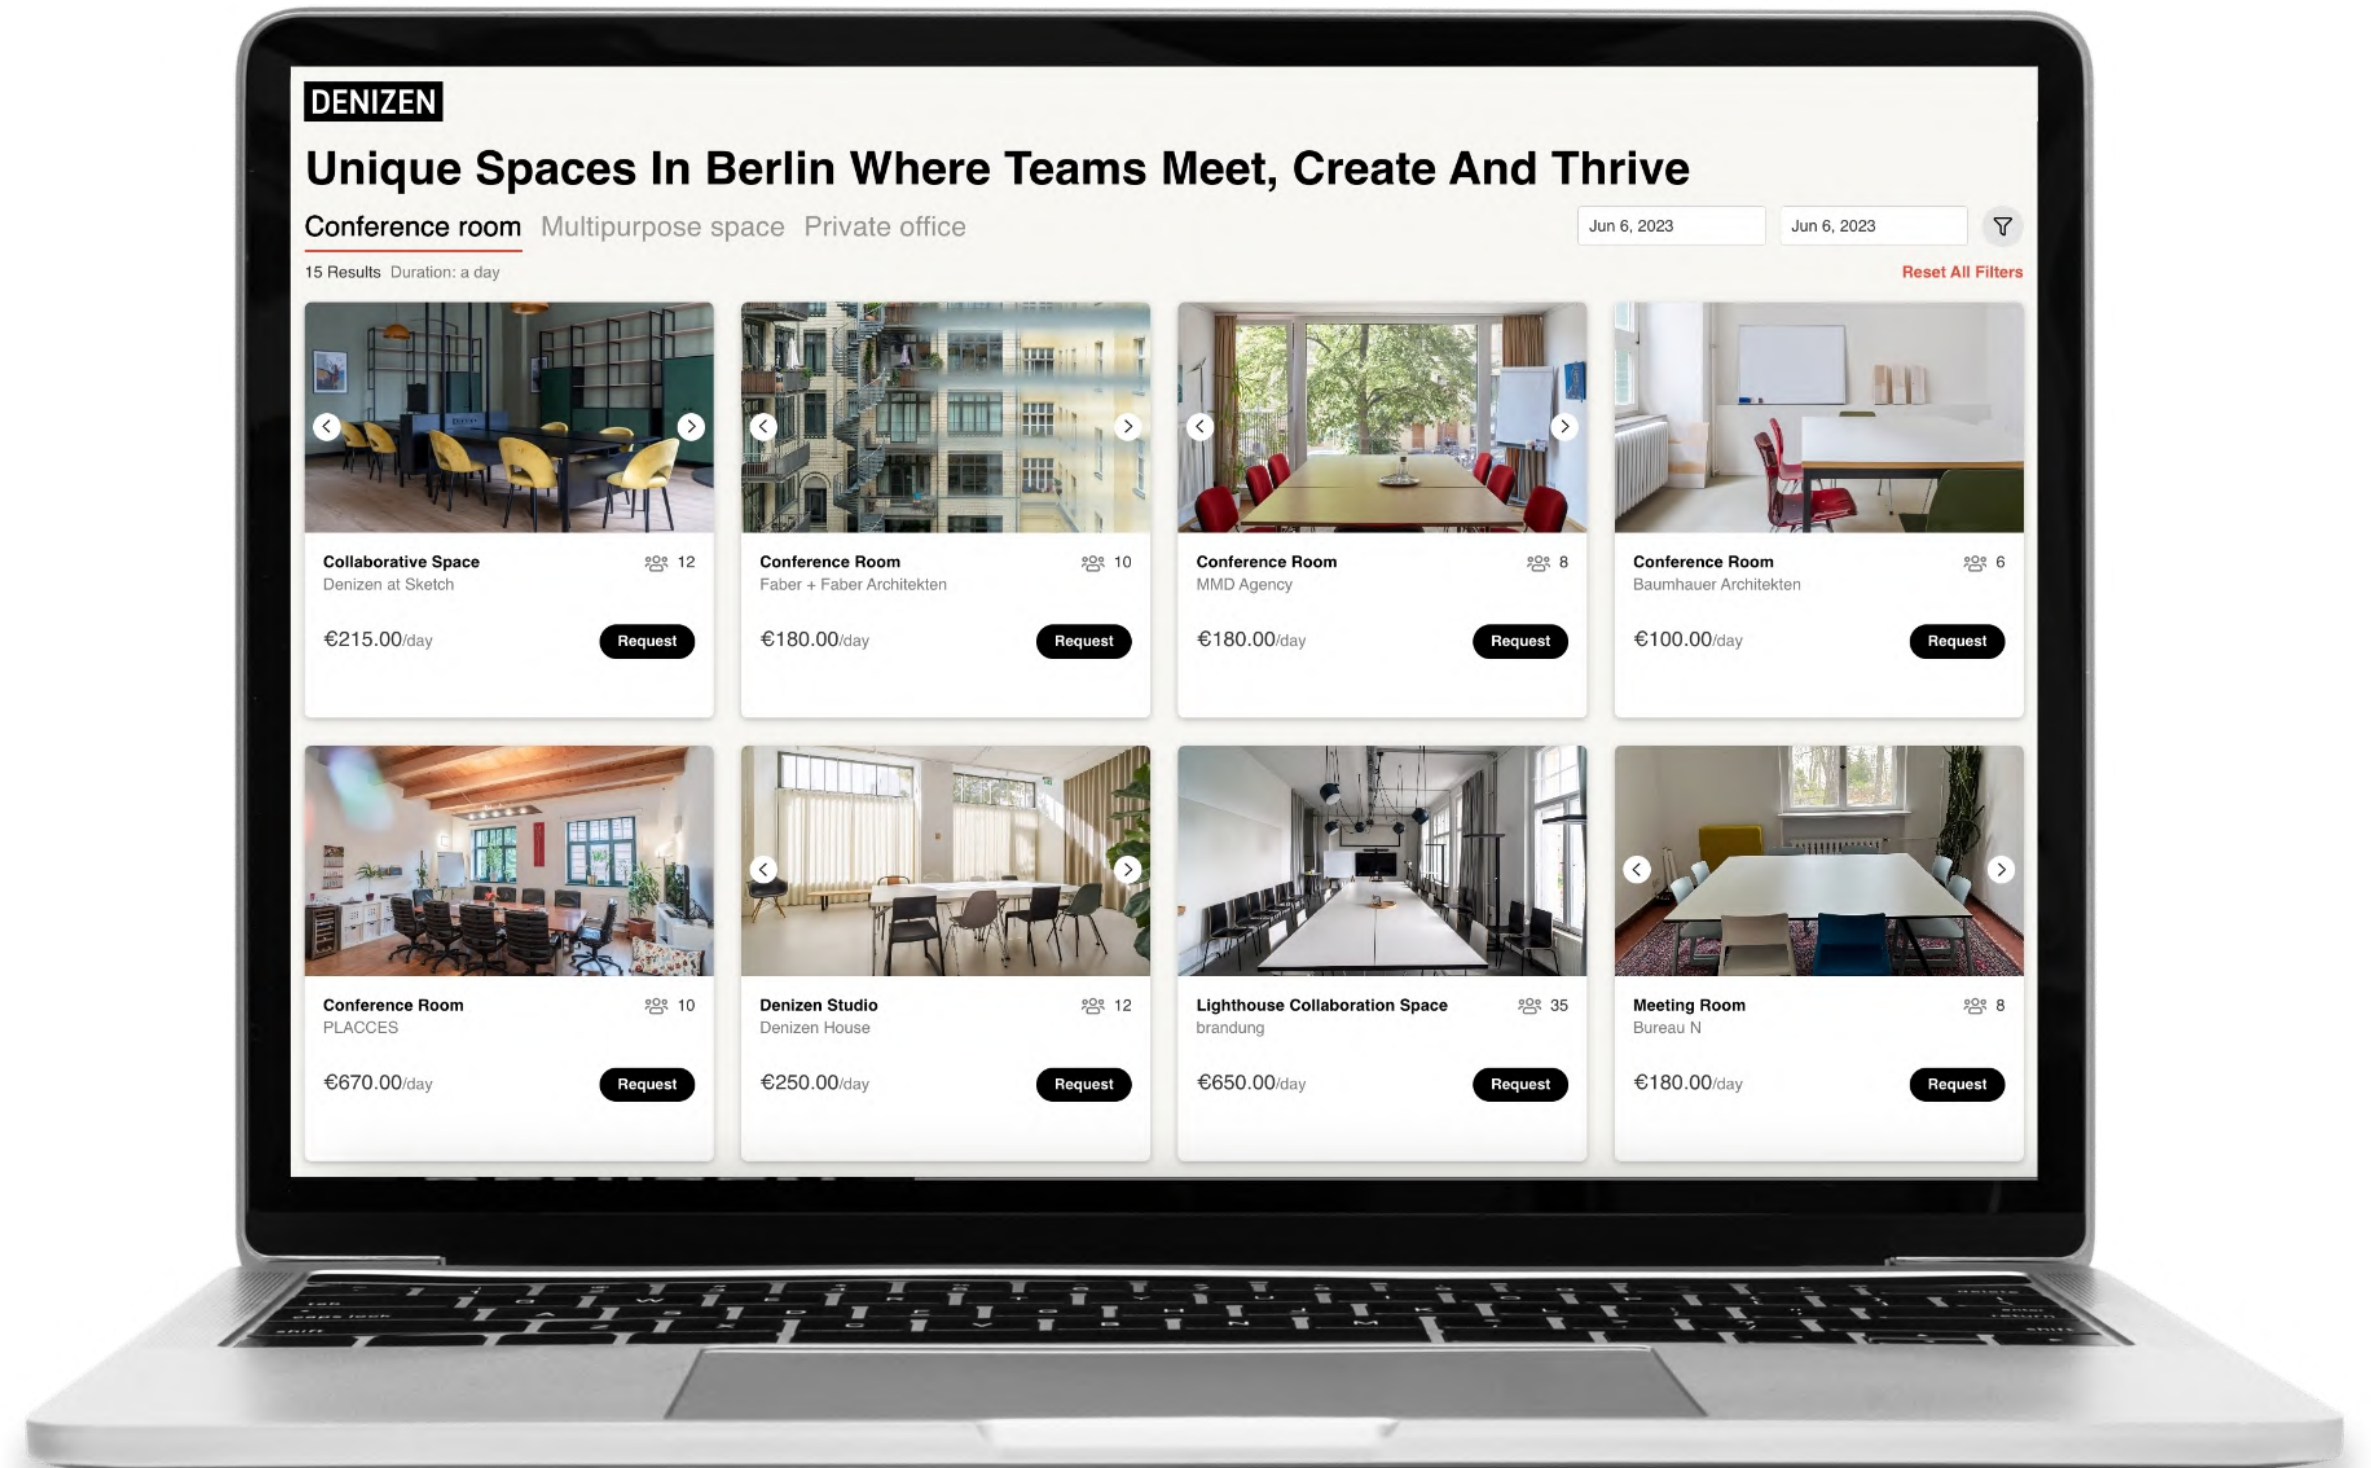 DENIZEN
Unique Spaces In Berlin Where Teams Meet, Create And Thrive
Conference room Multipurpose space Private office
Jun 6, 2023 Jun 6, 2023
15 Results Duration: a day
Reset All Filters
Collaborative Space 12
Denizen at Sketch
€215.00/day Request
Conference Room 10
Faber + Faber Architekten
€180.00/day Request
Conference Room 8
MMD Agency
€180.00/day Request
Conference Room 6
Baumhauer Architekten
€100.00/day Request
Conference Room 10
PLACCES
€670.00/day Request
Denizen Studio 12
Denizen House
€250.00/day Request
Lighthouse Collaboration Space 35
brandung
€650.00/day Request
Meeting Room 8
Bureau N
€180.00/day Request
caps lock
shift
return
shift